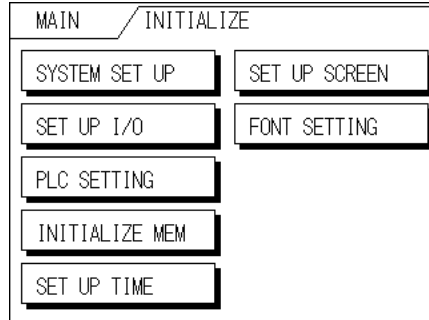 MAIN / INITIALIZE
SYSTEM SET UP
SET UP SCREEN
SET UP I/O
FONT SETTING
PLC SETTING
INITIALIZE MEM
SET UP TIME